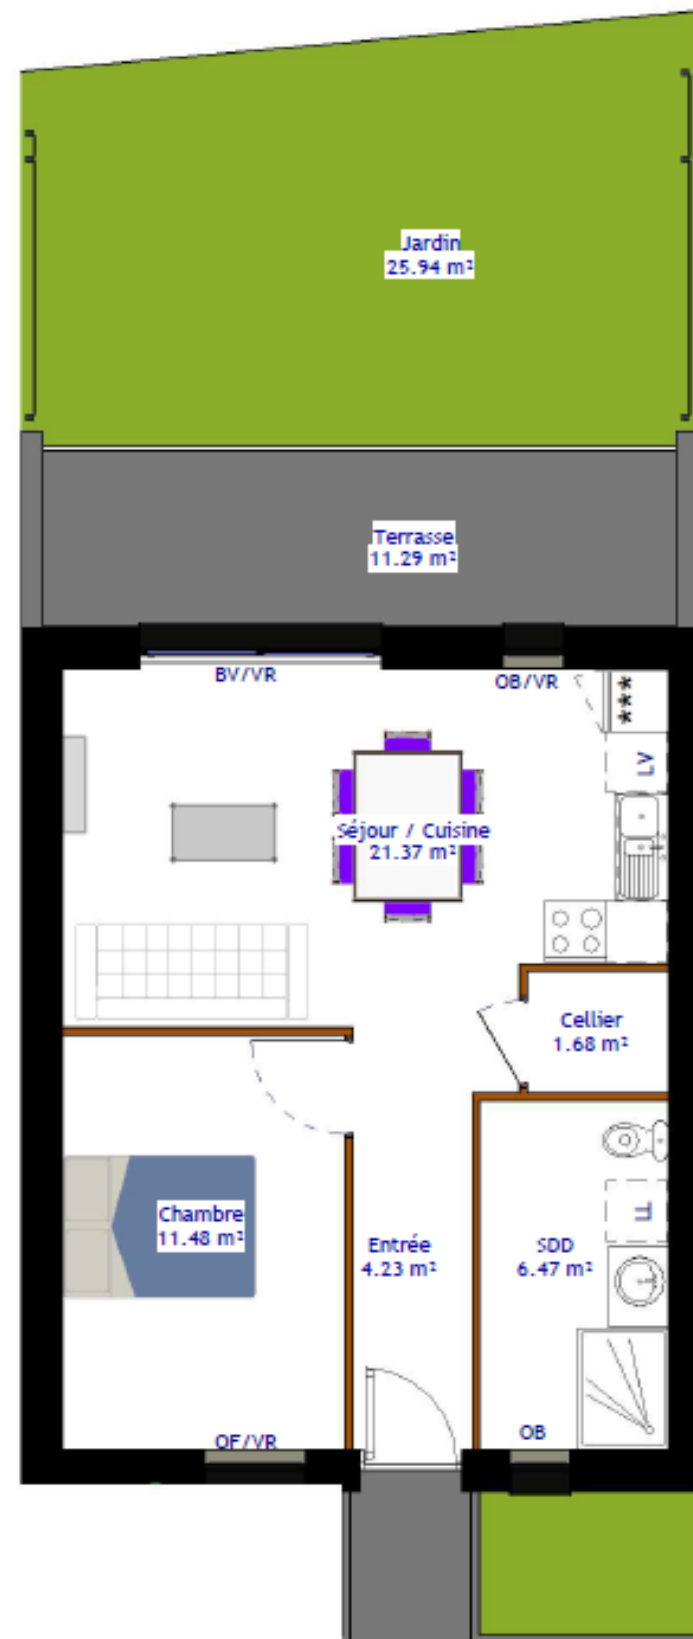 Jardin
25.94 m²
Terrasse
11.29 m²
BV/VR
OB/VR
***
LV
Séjour / Cuisine
21.37 m²
Cellier
1.68 m²
Chambre
11.48 m²
Entrée
4.23 m²
SDD
6.47 m²
LL
OF/VR
OB